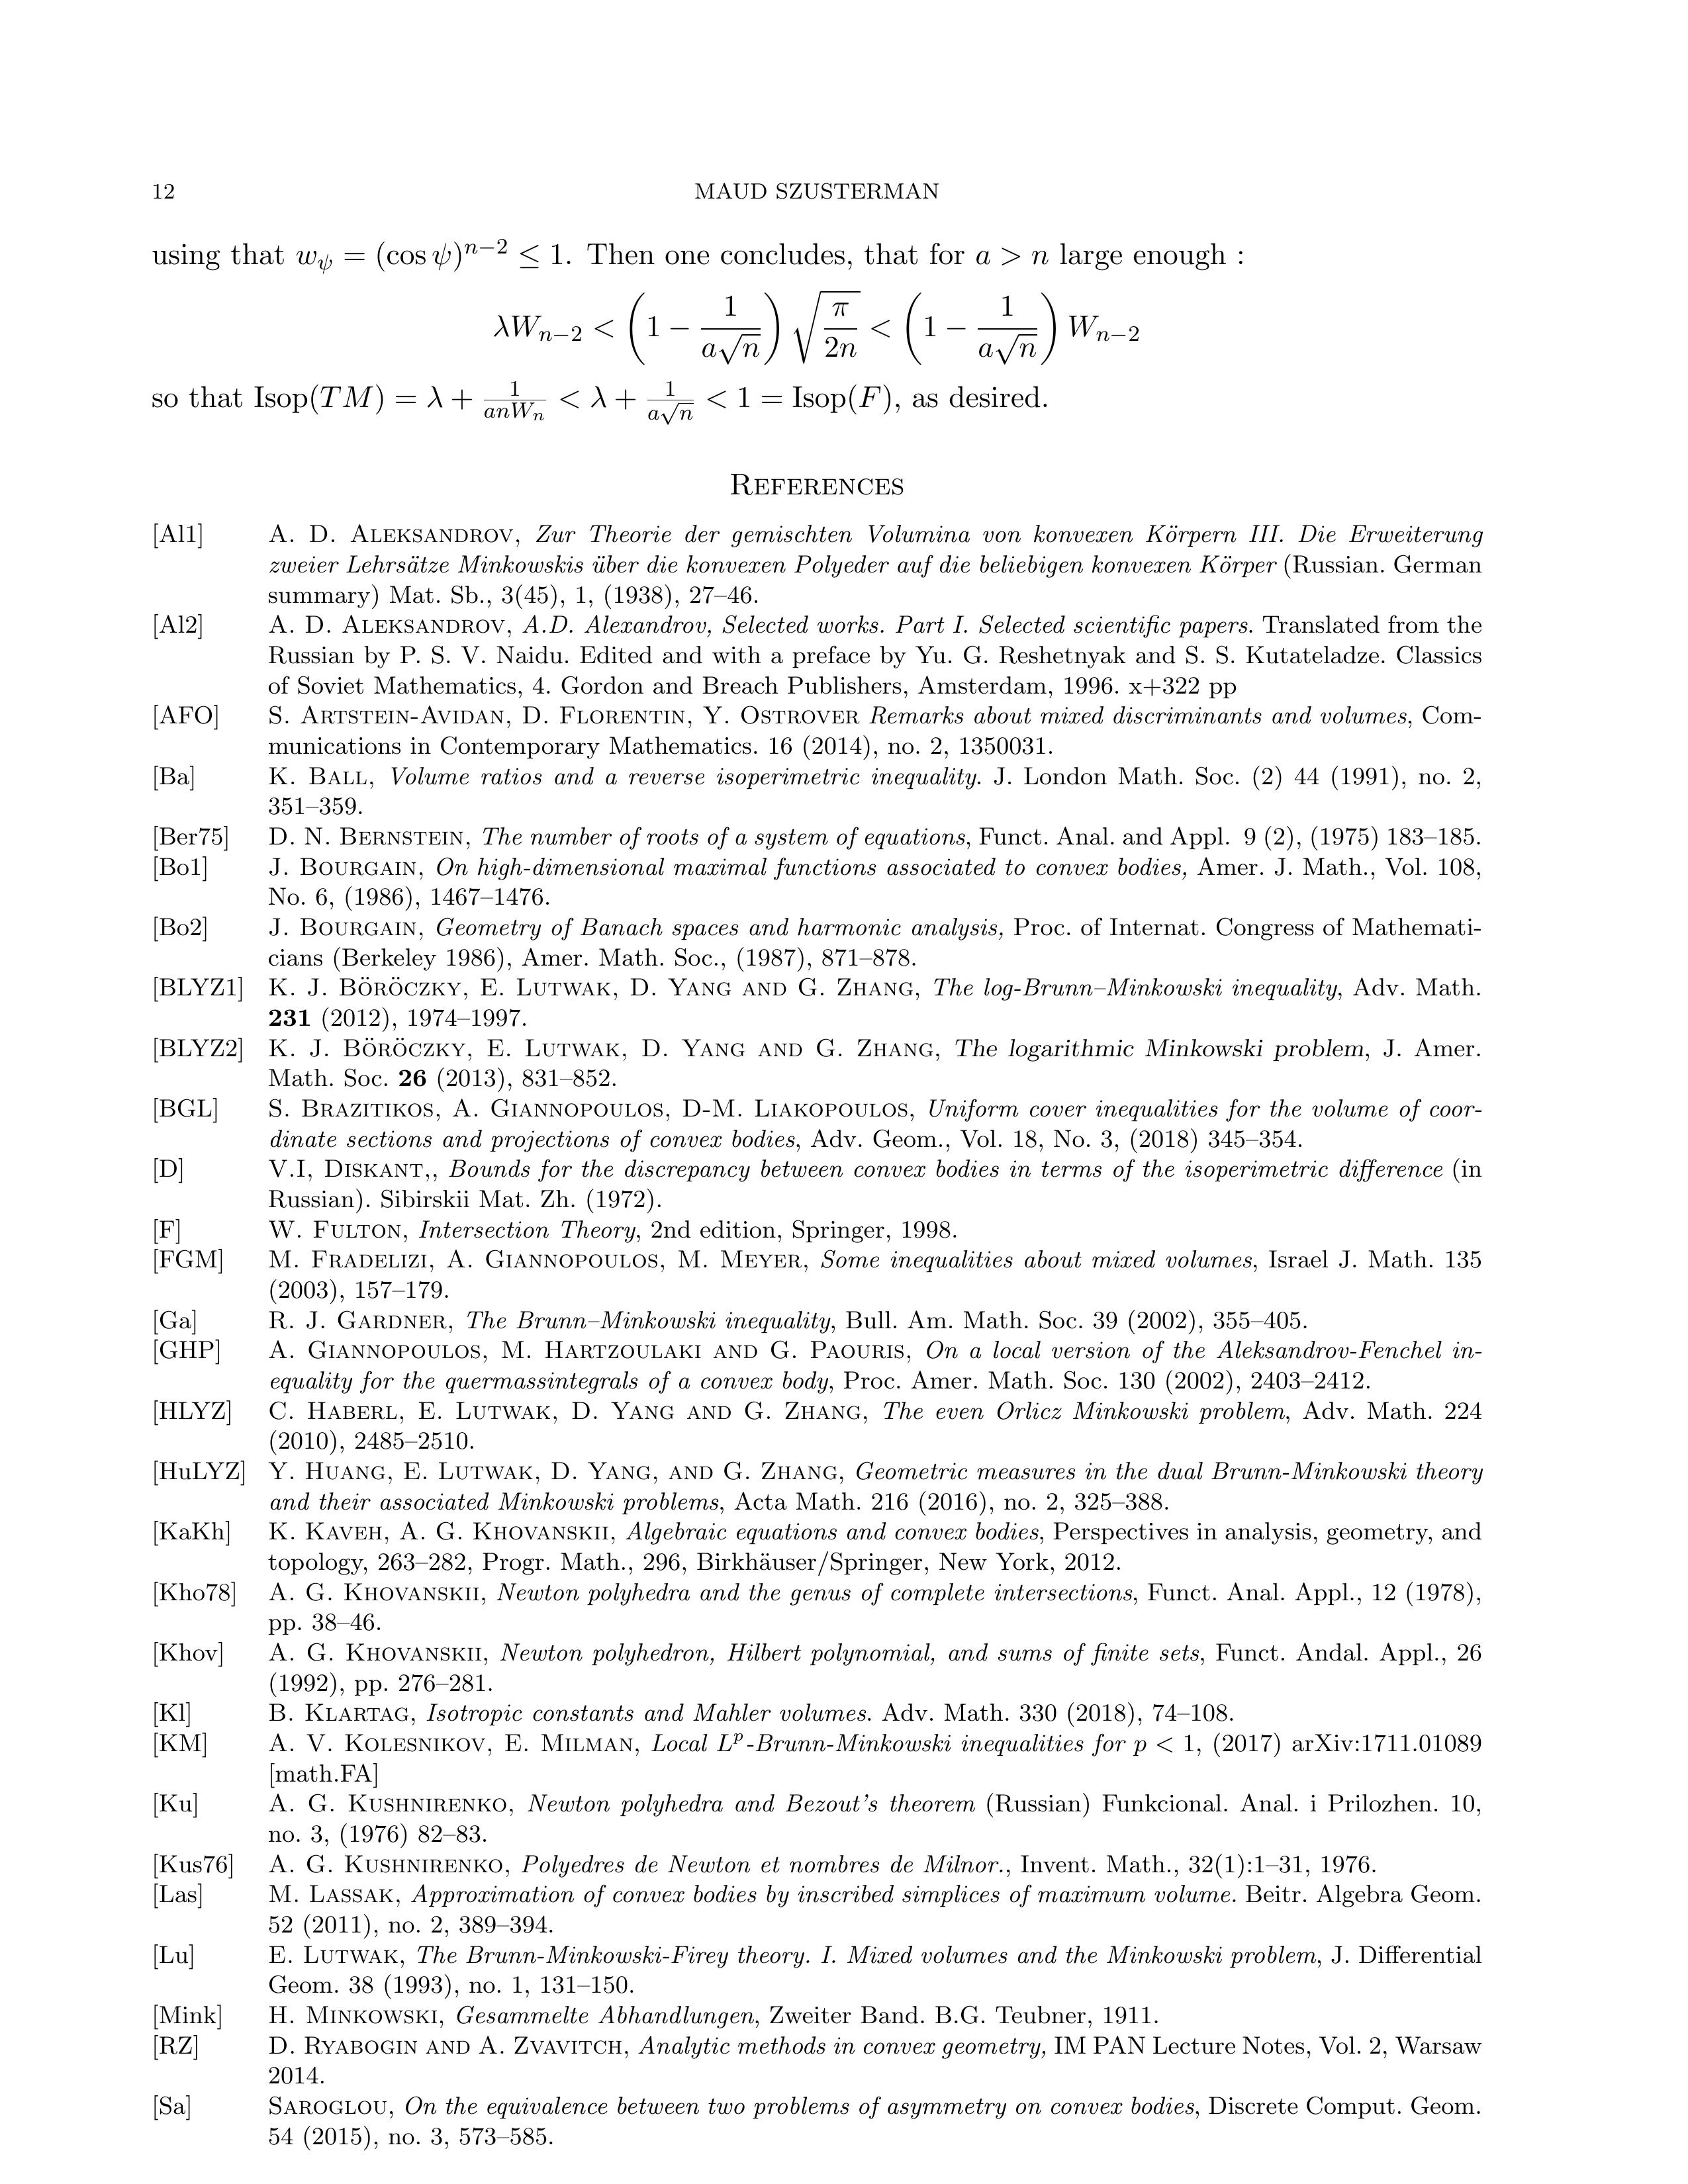 12 MAUD SZUSTERMAN
using that $w_\psi = (\cos \psi)^{n-2} \leq 1$. Then one concludes, that for $a > n$ large enough :
$$\lambda W_{n-2} < \left(1 - \frac{1}{a\sqrt{n}}\right) \sqrt{\frac{\pi}{2n}} < \left(1 - \frac{1}{a\sqrt{n}}\right) W_{n-2}$$
so that Isop$(TM) = \lambda + \frac{1}{anW_n} < \lambda + \frac{1}{a\sqrt{n}} < 1 = $ Isop$(F)$, as desired.
References
[Al1] A. D. Aleksandrov, Zur Theorie der gemischten Volumina von konvexen Körpern III. Die Erweiterung
zweier Lehrsätze Minkowskis über die konvexen Polyeder auf die beliebigen konvexen Körper (Russian. German
summary) Mat. Sb., 3(45), 1, (1938), 27–46.
[Al2] A. D. Aleksandrov, A.D. Alexandrov, Selected works. Part I. Selected scientific papers. Translated from the
Russian by P. S. V. Naidu. Edited and with a preface by Yu. G. Reshetnyak and S. S. Kutateladze. Classics
of Soviet Mathematics, 4. Gordon and Breach Publishers, Amsterdam, 1996. x+322 pp
[AFO] S. Artstein-Avidan, D. Florentin, Y. Ostrover Remarks about mixed discriminants and volumes, Com-
munications in Contemporary Mathematics. 16 (2014), no. 2, 1350031.
[Ba] K. Ball, Volume ratios and a reverse isoperimetric inequality. J. London Math. Soc. (2) 44 (1991), no. 2,
351–359.
[Ber75] D. N. Bernstein, The number of roots of a system of equations, Funct. Anal. and Appl. 9 (2), (1975) 183–185.
[Bo1] J. Bourgain, On high-dimensional maximal functions associated to convex bodies, Amer. J. Math., Vol. 108,
No. 6, (1986), 1467–1476.
[Bo2] J. Bourgain, Geometry of Banach spaces and harmonic analysis, Proc. of Internat. Congress of Mathemati-
cians (Berkeley 1986), Amer. Math. Soc., (1987), 871–878.
[BLYZ1] K. J. Böröczky, E. Lutwak, D. Yang and G. Zhang, The log-Brunn–Minkowski inequality, Adv. Math.
231 (2012), 1974–1997.
[BLYZ2] K. J. Böröczky, E. Lutwak, D. Yang and G. Zhang, The logarithmic Minkowski problem, J. Amer.
Math. Soc. 26 (2013), 831–852.
[BGL] S. Brazitikos, A. Giannopoulos, D-M. Liakopoulos, Uniform cover inequalities for the volume of coor-
dinate sections and projections of convex bodies, Adv. Geom., Vol. 18, No. 3, (2018) 345–354.
[D] V.I, Diskant,, Bounds for the discrepancy between convex bodies in terms of the isoperimetric difference (in
Russian). Sibirskii Mat. Zh. (1972).
[F] W. Fulton, Intersection Theory, 2nd edition, Springer, 1998.
[FGM] M. Fradelizi, A. Giannopoulos, M. Meyer, Some inequalities about mixed volumes, Israel J. Math. 135
(2003), 157–179.
[Ga] R. J. Gardner, The Brunn–Minkowski inequality, Bull. Am. Math. Soc. 39 (2002), 355–405.
[GHP] A. Giannopoulos, M. Hartzoulaki and G. Paouris, On a local version of the Aleksandrov-Fenchel in-
equality for the quermassintegrals of a convex body, Proc. Amer. Math. Soc. 130 (2002), 2403–2412.
[HLYZ] C. Haberl, E. Lutwak, D. Yang and G. Zhang, The even Orlicz Minkowski problem, Adv. Math. 224
(2010), 2485–2510.
[HuLYZ] Y. Huang, E. Lutwak, D. Yang, and G. Zhang, Geometric measures in the dual Brunn-Minkowski theory
and their associated Minkowski problems, Acta Math. 216 (2016), no. 2, 325–388.
[KaKh] K. Kaveh, A. G. Khovanskii, Algebraic equations and convex bodies, Perspectives in analysis, geometry, and
topology, 263–282, Progr. Math., 296, Birkhäuser/Springer, New York, 2012.
[Kho78] A. G. Khovanskii, Newton polyhedra and the genus of complete intersections, Funct. Anal. Appl., 12 (1978),
pp. 38–46.
[Khov] A. G. Khovanskii, Newton polyhedron, Hilbert polynomial, and sums of finite sets, Funct. Andal. Appl., 26
(1992), pp. 276–281.
[Kl] B. Klartag, Isotropic constants and Mahler volumes. Adv. Math. 330 (2018), 74–108.
[KM] A. V. Kolesnikov, E. Milman, Local $L^p$-Brunn-Minkowski inequalities for $p < 1$, (2017) arXiv:1711.01089
[math.FA]
[Ku] A. G. Kushnirenko, Newton polyhedra and Bezout's theorem (Russian) Funkcional. Anal. i Prilozhen. 10,
no. 3, (1976) 82–83.
[Kus76] A. G. Kushnirenko, Polyedres de Newton et nombres de Milnor., Invent. Math., 32(1):1–31, 1976.
[Las] M. Lassak, Approximation of convex bodies by inscribed simplices of maximum volume. Beitr. Algebra Geom.
52 (2011), no. 2, 389–394.
[Lu] E. Lutwak, The Brunn-Minkowski-Firey theory. I. Mixed volumes and the Minkowski problem, J. Differential
Geom. 38 (1993), no. 1, 131–150.
[Mink] H. Minkowski, Gesammelte Abhandlungen, Zweiter Band. B.G. Teubner, 1911.
[RZ] D. Ryabogin and A. Zvavitch, Analytic methods in convex geometry, IM PAN Lecture Notes, Vol. 2, Warsaw
2014.
[Sa] Saroglou, On the equivalence between two problems of asymmetry on convex bodies, Discrete Comput. Geom.
54 (2015), no. 3, 573–585.